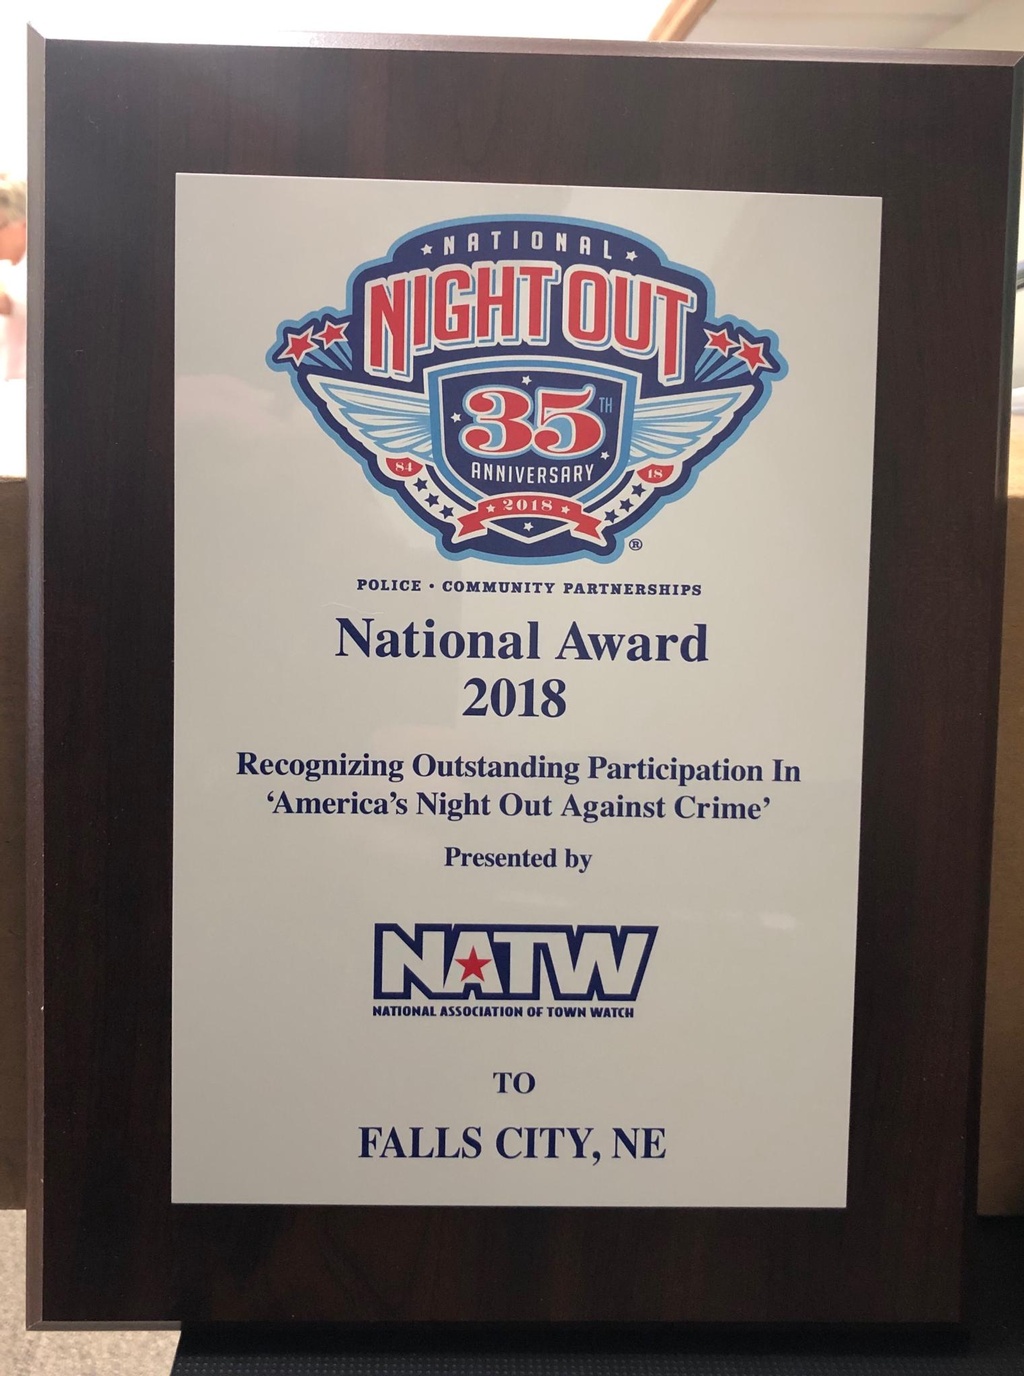 NATIONAL
NIGHT OUT
35TH
ANNIVERSARY
84
18
2018
®
POLICE • COMMUNITY PARTNERSHIPS
National Award
2018
Recognizing Outstanding Participation In
‘America’s Night Out Against Crime’
Presented by
NATW
NATIONAL ASSOCIATION OF TOWN WATCH
TO
FALLS CITY, NE